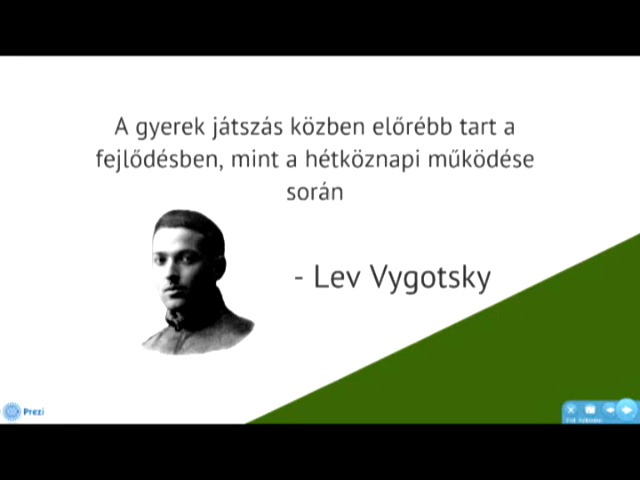 A gyerek játszás közben előrébb tart a
fejlődésben, mint a hétköznapi működése
során
- Lev Vygotsky
Prezi